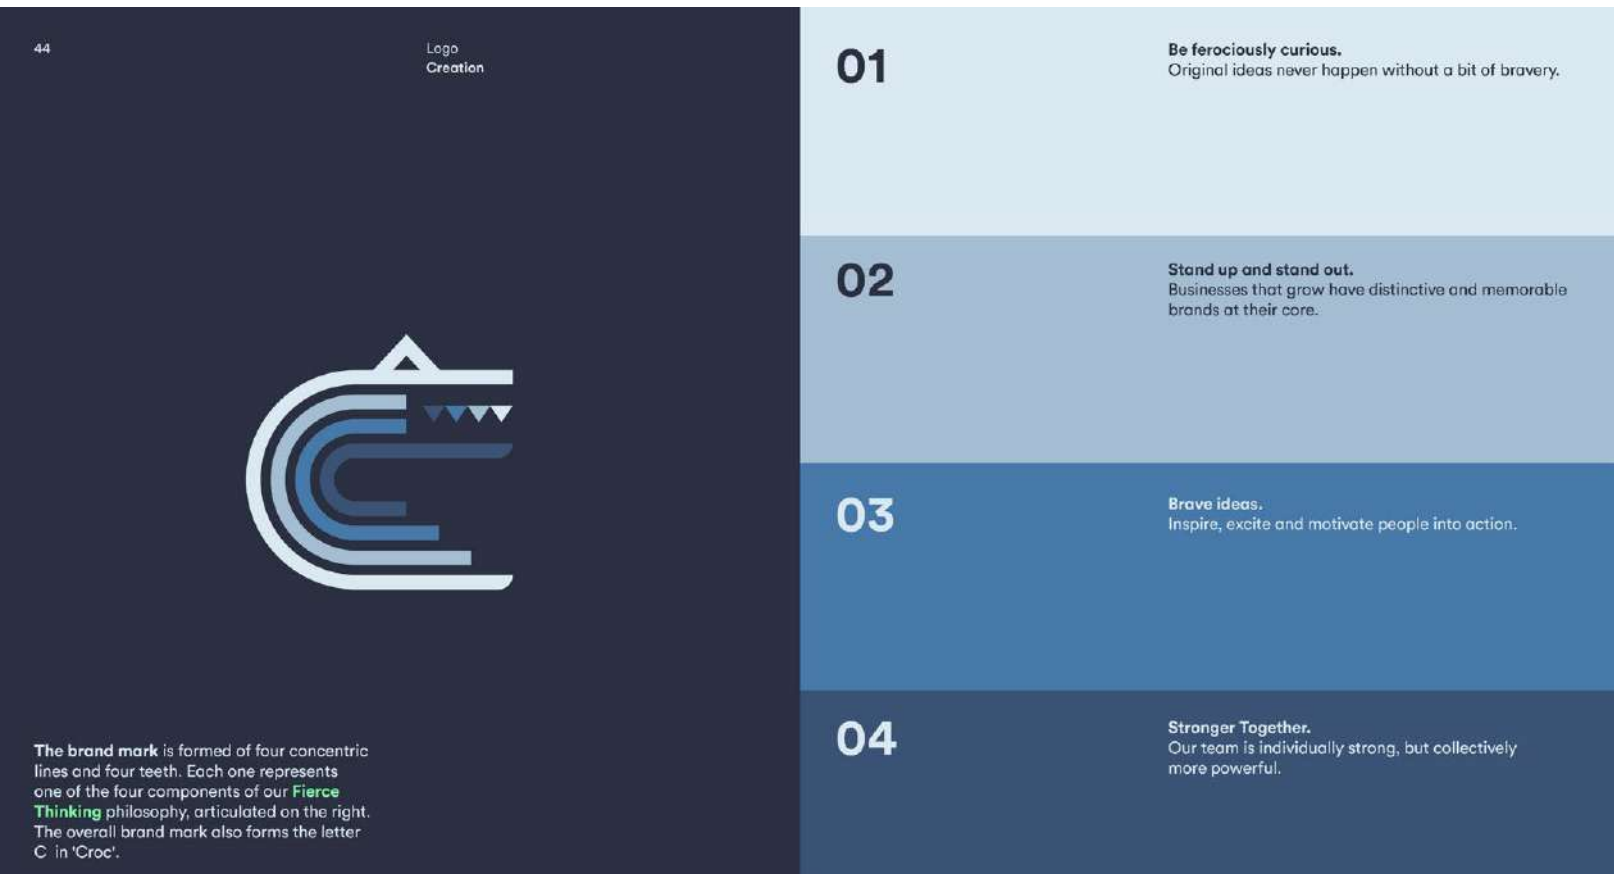 44
Logo
Creation
The brand mark is formed of four concentric
lines and four teeth. Each one represents
one of the four components of our Fierce
Thinking philosophy, articulated on the right.
The overall brand mark also forms the letter
C in 'Croc'.
01
Be ferociously curious.
Original ideas never happen without a bit of bravery.
02
Stand up and stand out.
Businesses that grow have distinctive and memorable
brands at their core.
03
Brave ideas.
Inspire, excite and motivate people into action.
04
Stronger Together.
Our team is individually strong, but collectively
more powerful.